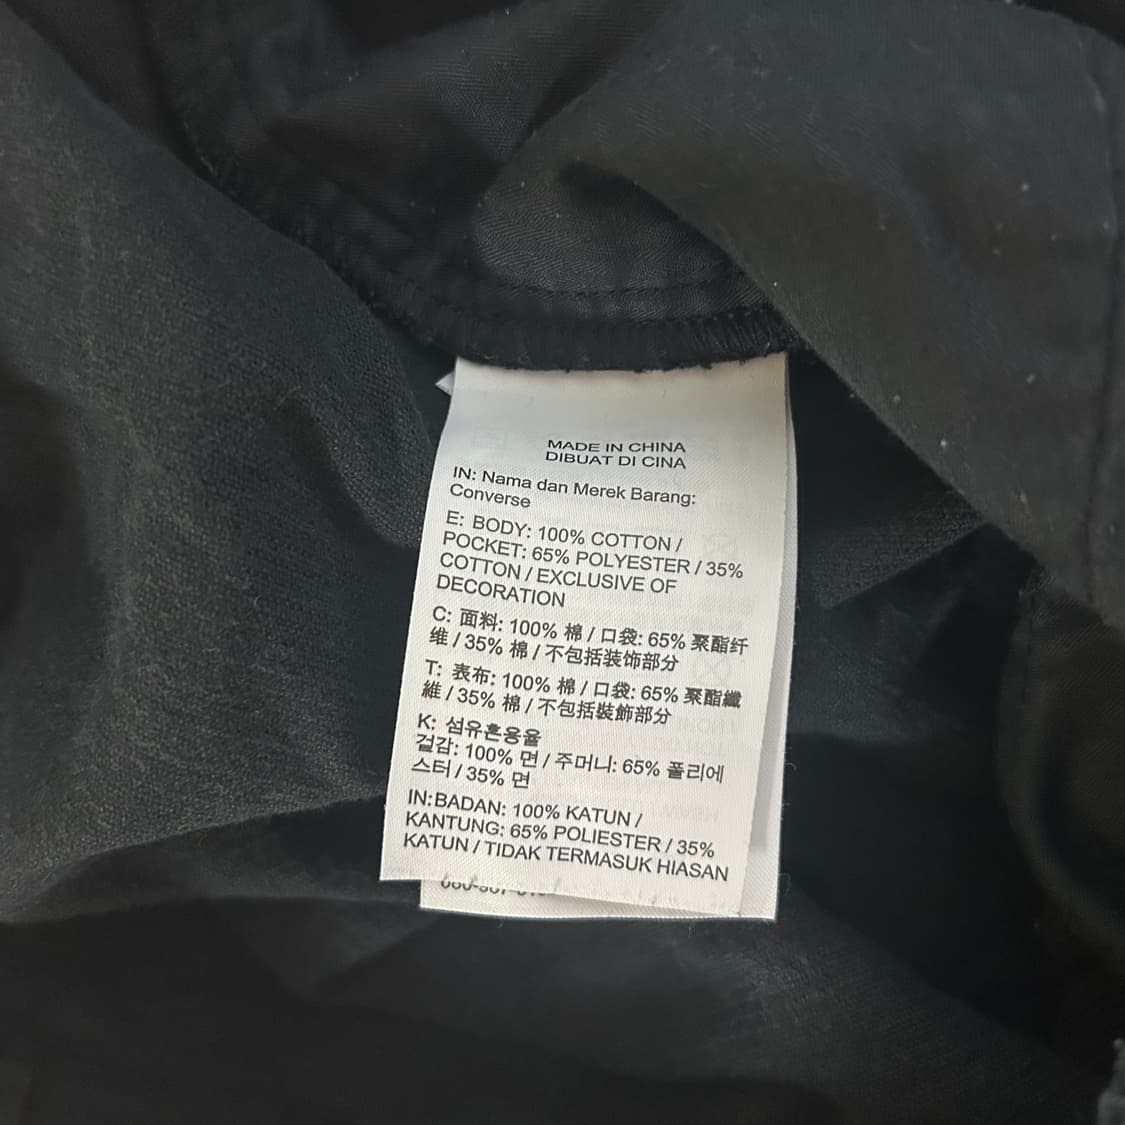 MADE IN CHINA
DIBUAT DI CINA
IN: Nama dan Merek Barang:
Converse
E: BODY: 100% COTTON /
POCKET: 65% POLYESTER / 35%
COTTON / EXCLUSIVE OF
DECORATION
C: 面料: 100% 棉 / 口袋: 65% 聚酯纤
维 / 35% 棉 / 不包括装饰部分
T: 表布: 100% 棉 / 口袋: 65% 聚酯纖
維 / 35% 棉 / 不包括裝飾部分
K: 섬유혼용율
겉감: 100% 면 / 주머니: 65% 폴리에
스터 / 35% 면
IN:BADAN: 100% KATUN /
KANTUNG: 65% POLIESTER / 35%
KATUN / TIDAK TERMASUK HIASAN